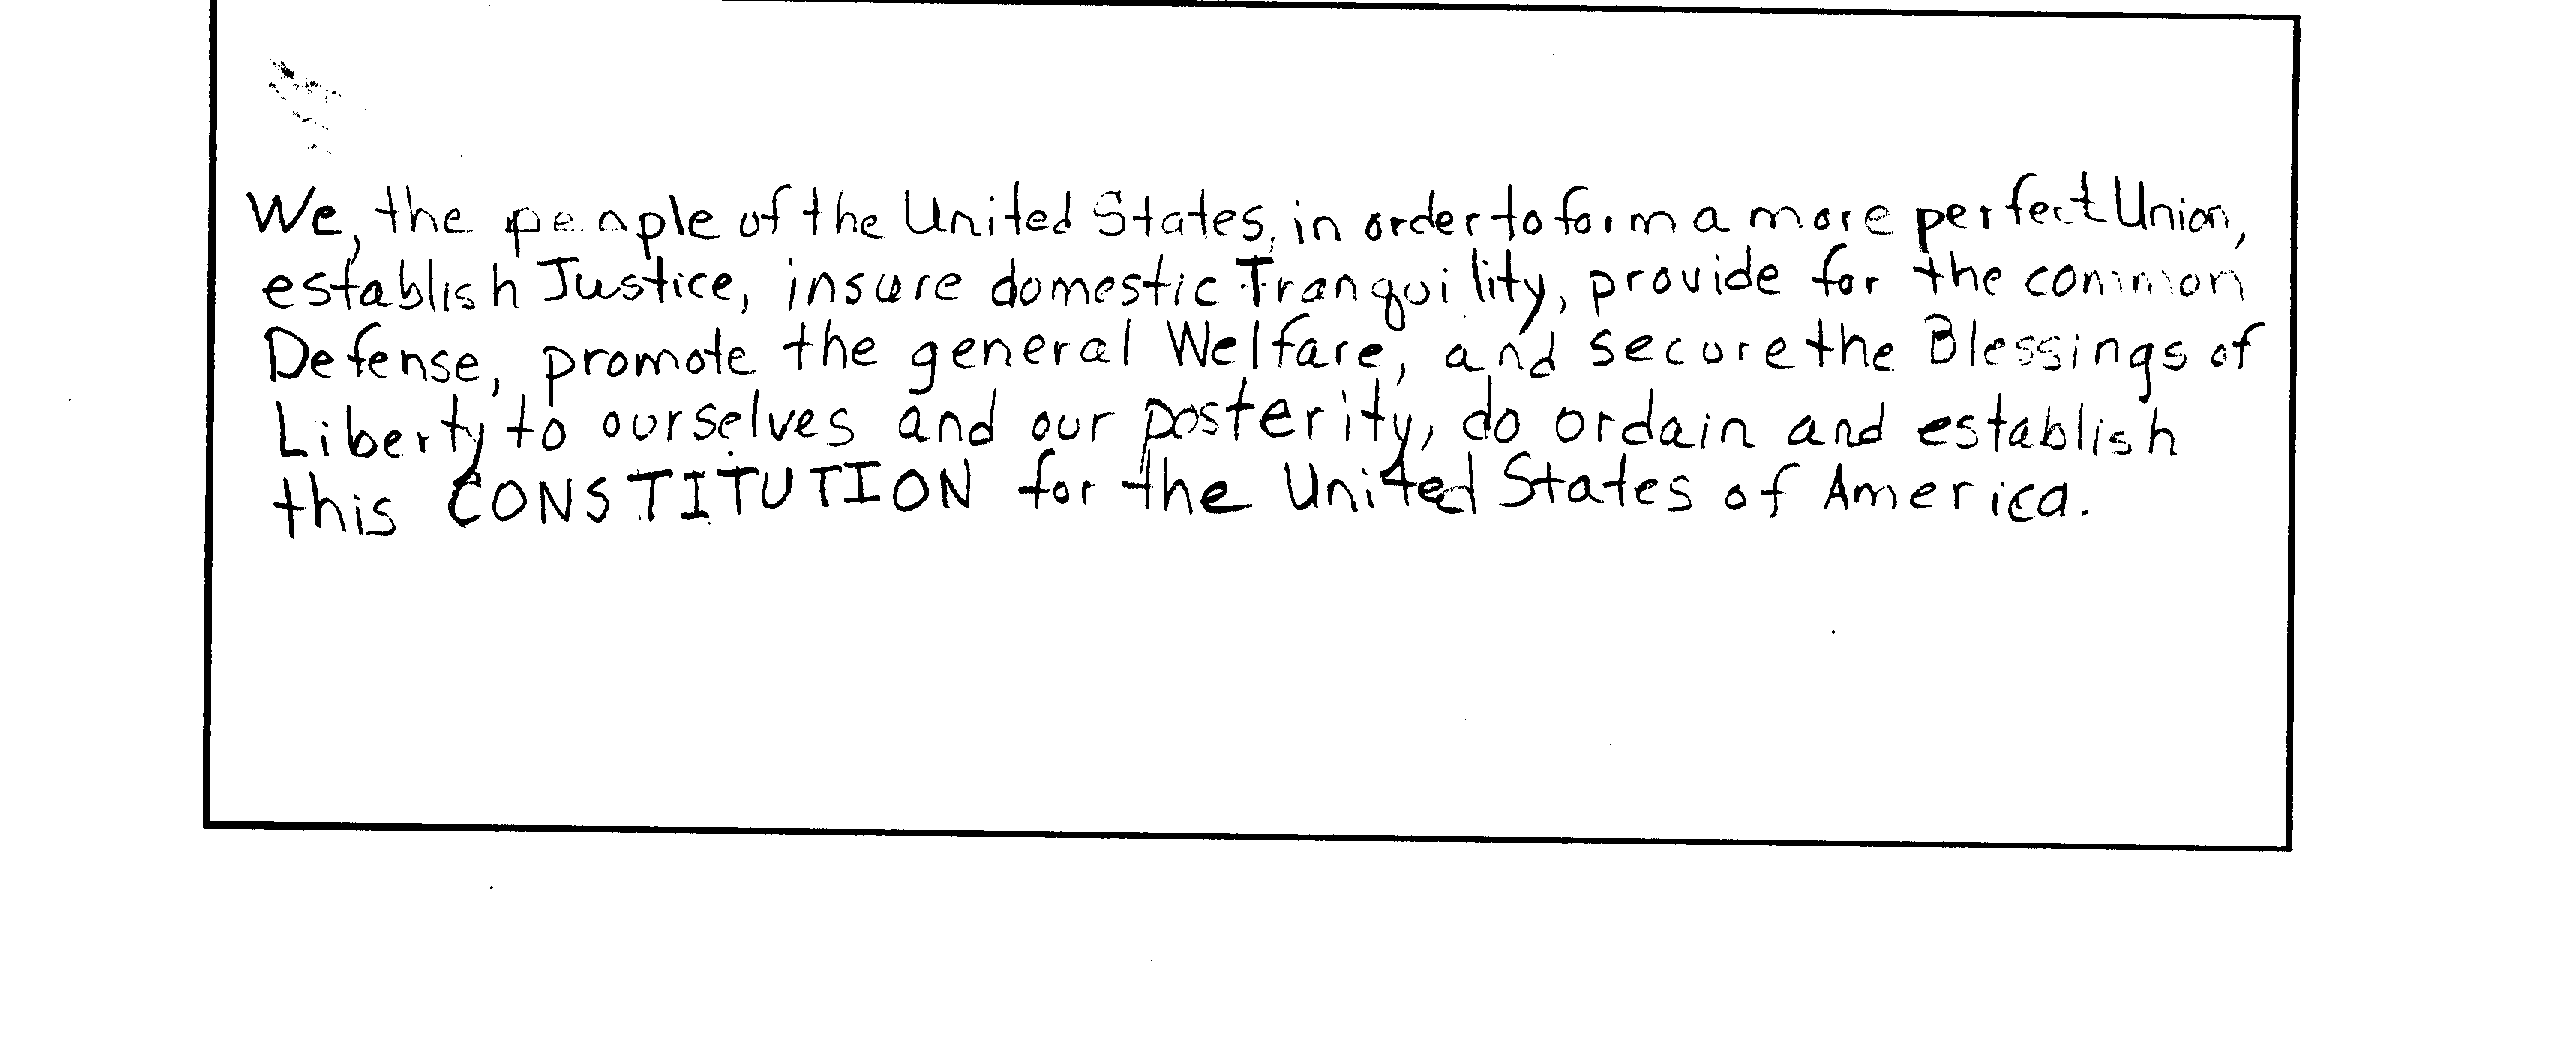 We, the people of the United States, in order to form a more perfect Union,
establish Justice, insure domestic Tranquility, provide for the common
Defense, promote the general Welfare, and secure the Blessings of
Liberty to ourselves and our posterity, do ordain and establish
this CONSTITUTION for the United States of America.